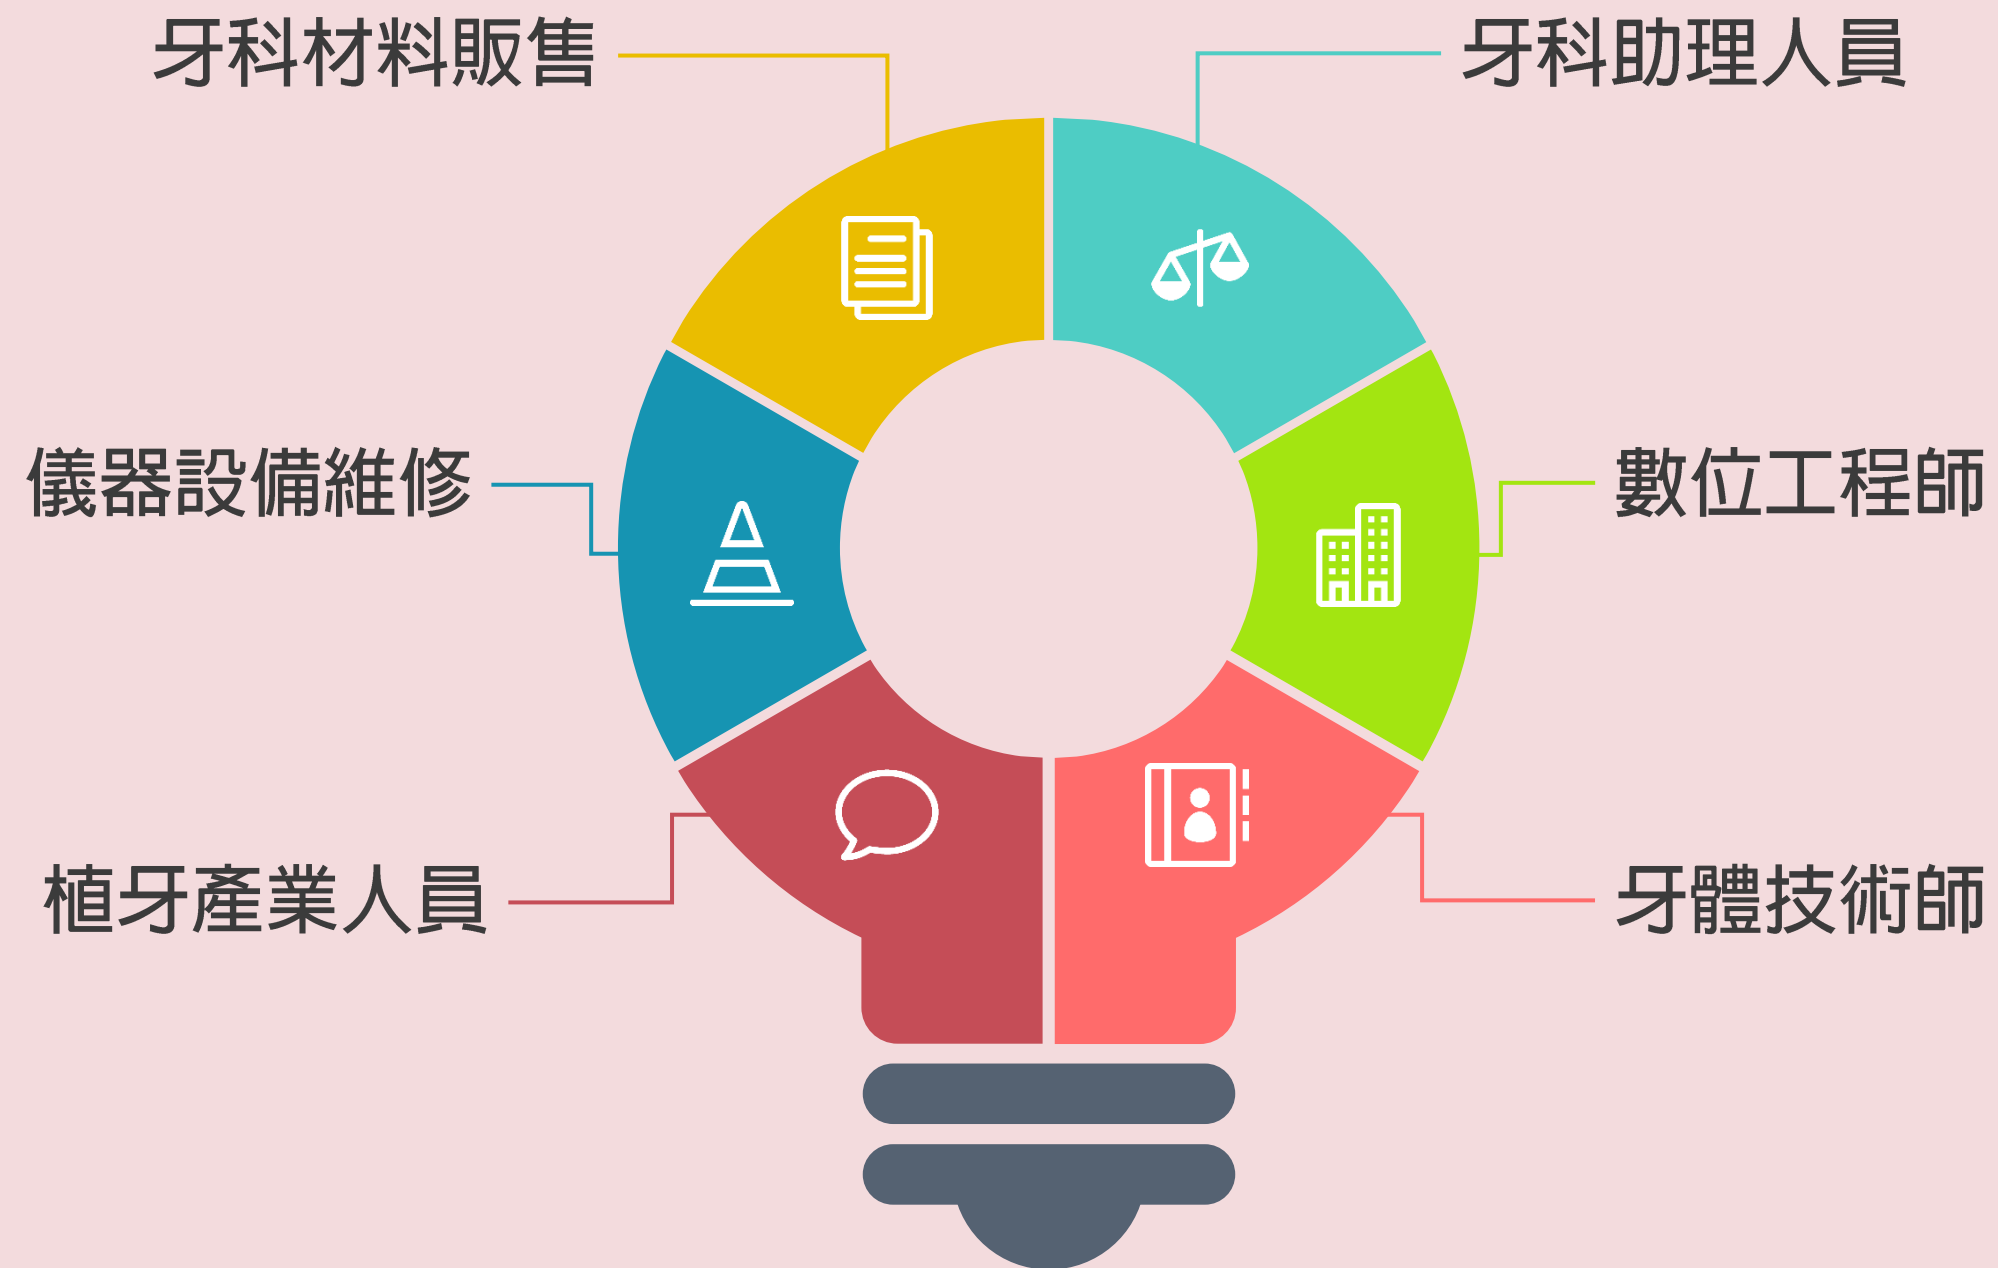 牙科材料販售
牙科助理人員
儀器設備維修
數位工程師
植牙產業人員
牙體技術師